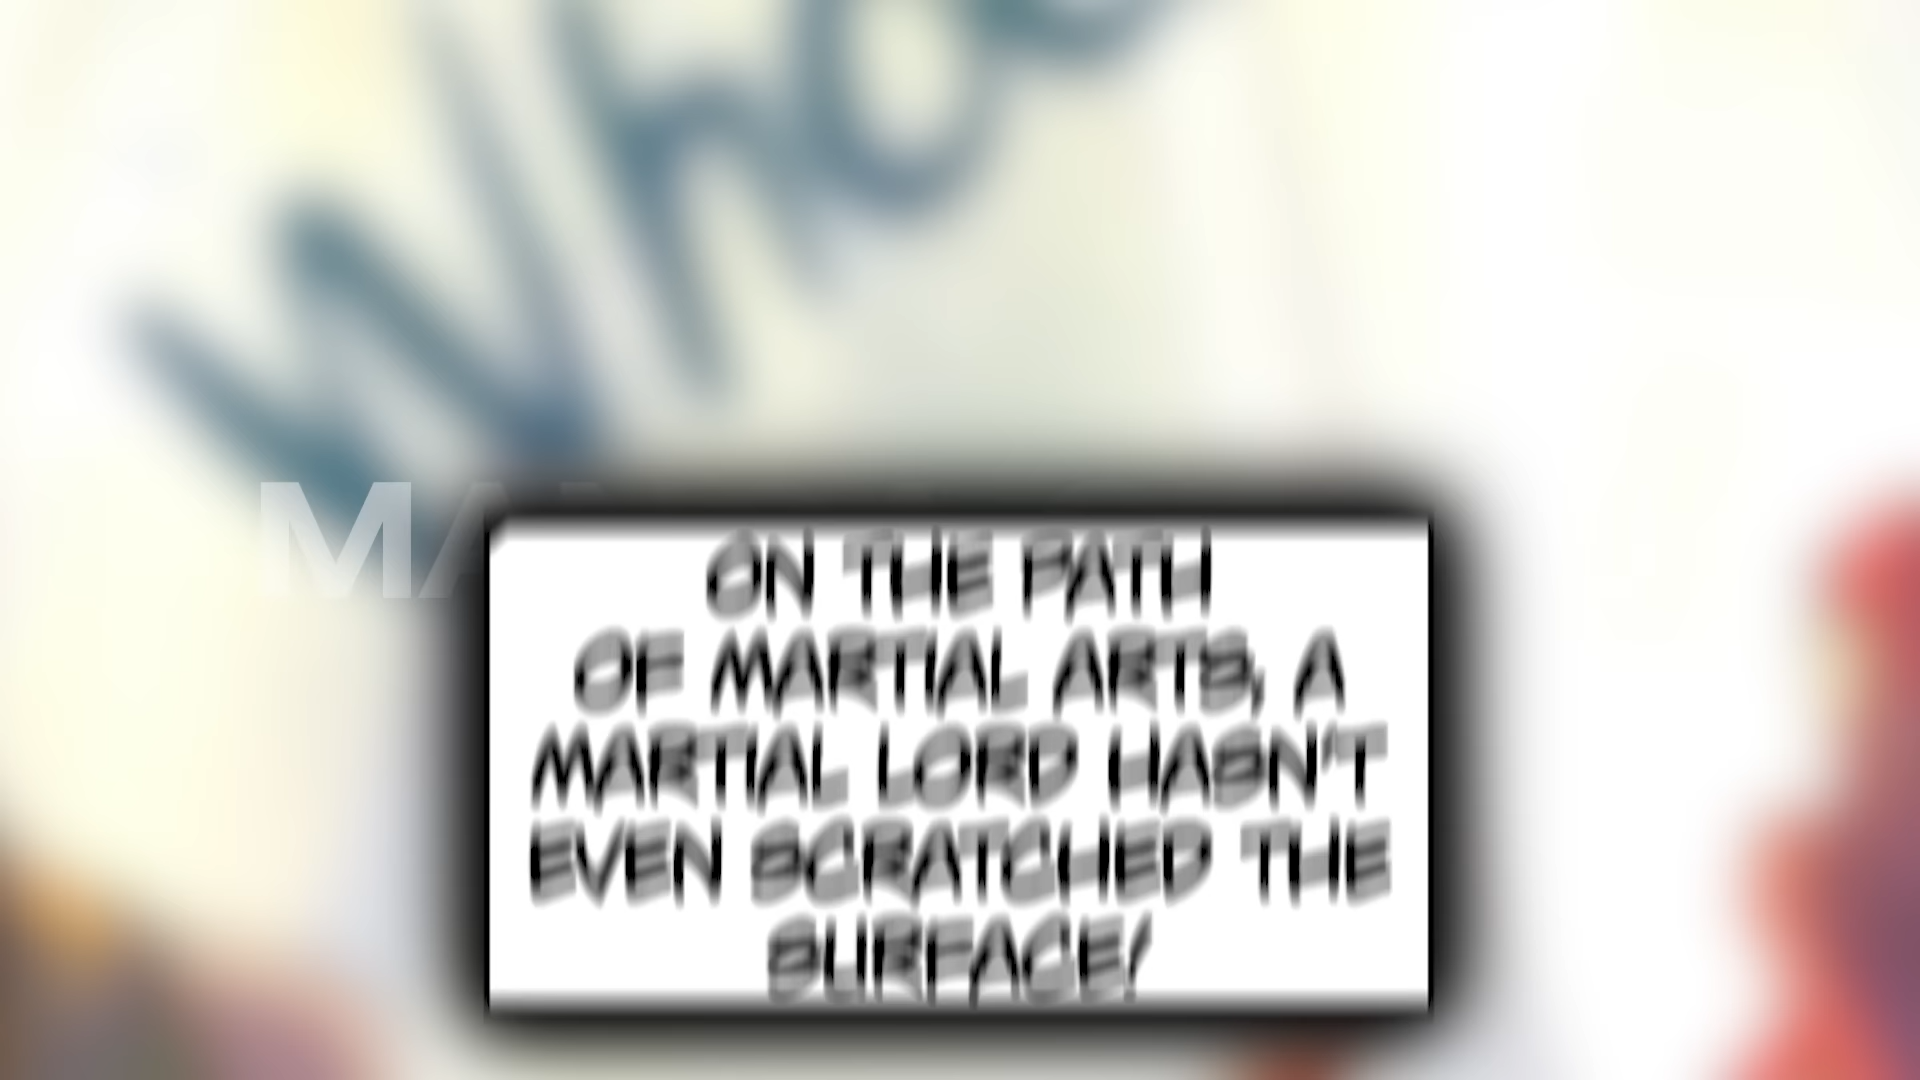 ON THE PATH
OF MARTIAL ARTS, A
MARTIAL LORD HASN'T
EVEN SCRATCHED THE
SURFACE!